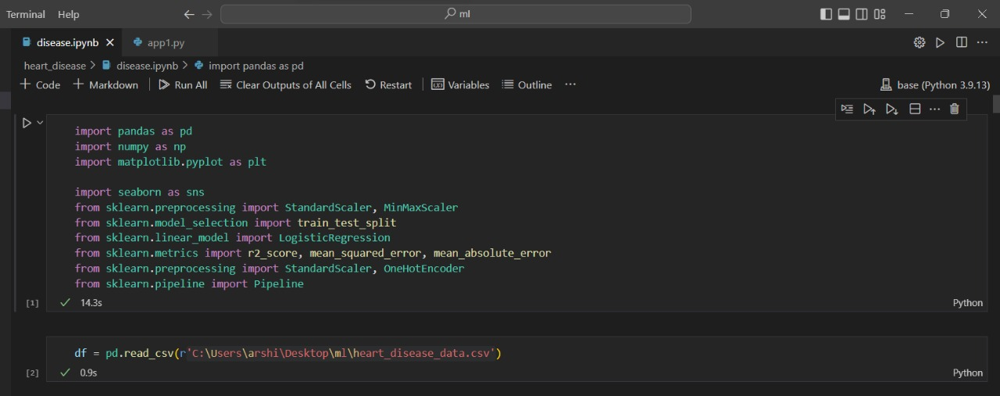 Terminal Help ml
disease.ipynb app1.py
heart_disease > disease.ipynb > import pandas as pd
+ Code + Markdown Run All Clear Outputs of All Cells Restart Variables Outline ... base (Python 3.9.13)
import pandas as pd
import numpy as np
import matplotlib.pyplot as plt
import seaborn as sns
from sklearn.preprocessing import StandardScaler, MinMaxScaler
from sklearn.model_selection import train_test_split
from sklearn.linear_model import LogisticRegression
from sklearn.metrics import r2_score, mean_squared_error, mean_absolute_error
from sklearn.preprocessing import StandardScaler, OneHotEncoder
from sklearn.pipeline import Pipeline
[1] 14.3s Python
df = pd.read_csv(r'C:\Users\arshi\Desktop\ml\heart_disease_data.csv')
[2] 0.9s Python